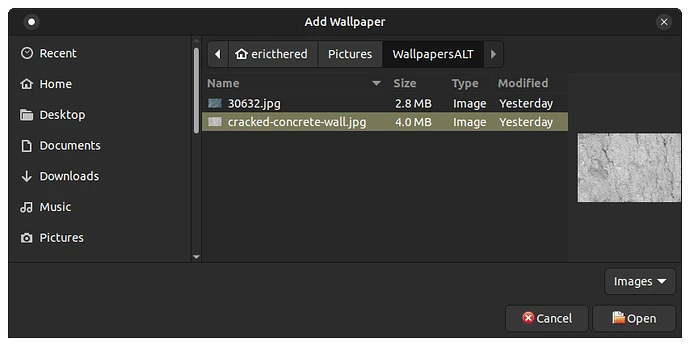 Add Wallpaper
Recent
Home
Desktop
Documents
Downloads
Music
Pictures
ericthered Pictures WallpapersALT
Name Size Type Modified
30632.jpg 2.8 MB Image Yesterday
cracked-concrete-wall.jpg 4.0 MB Image Yesterday
Images
Cancel Open